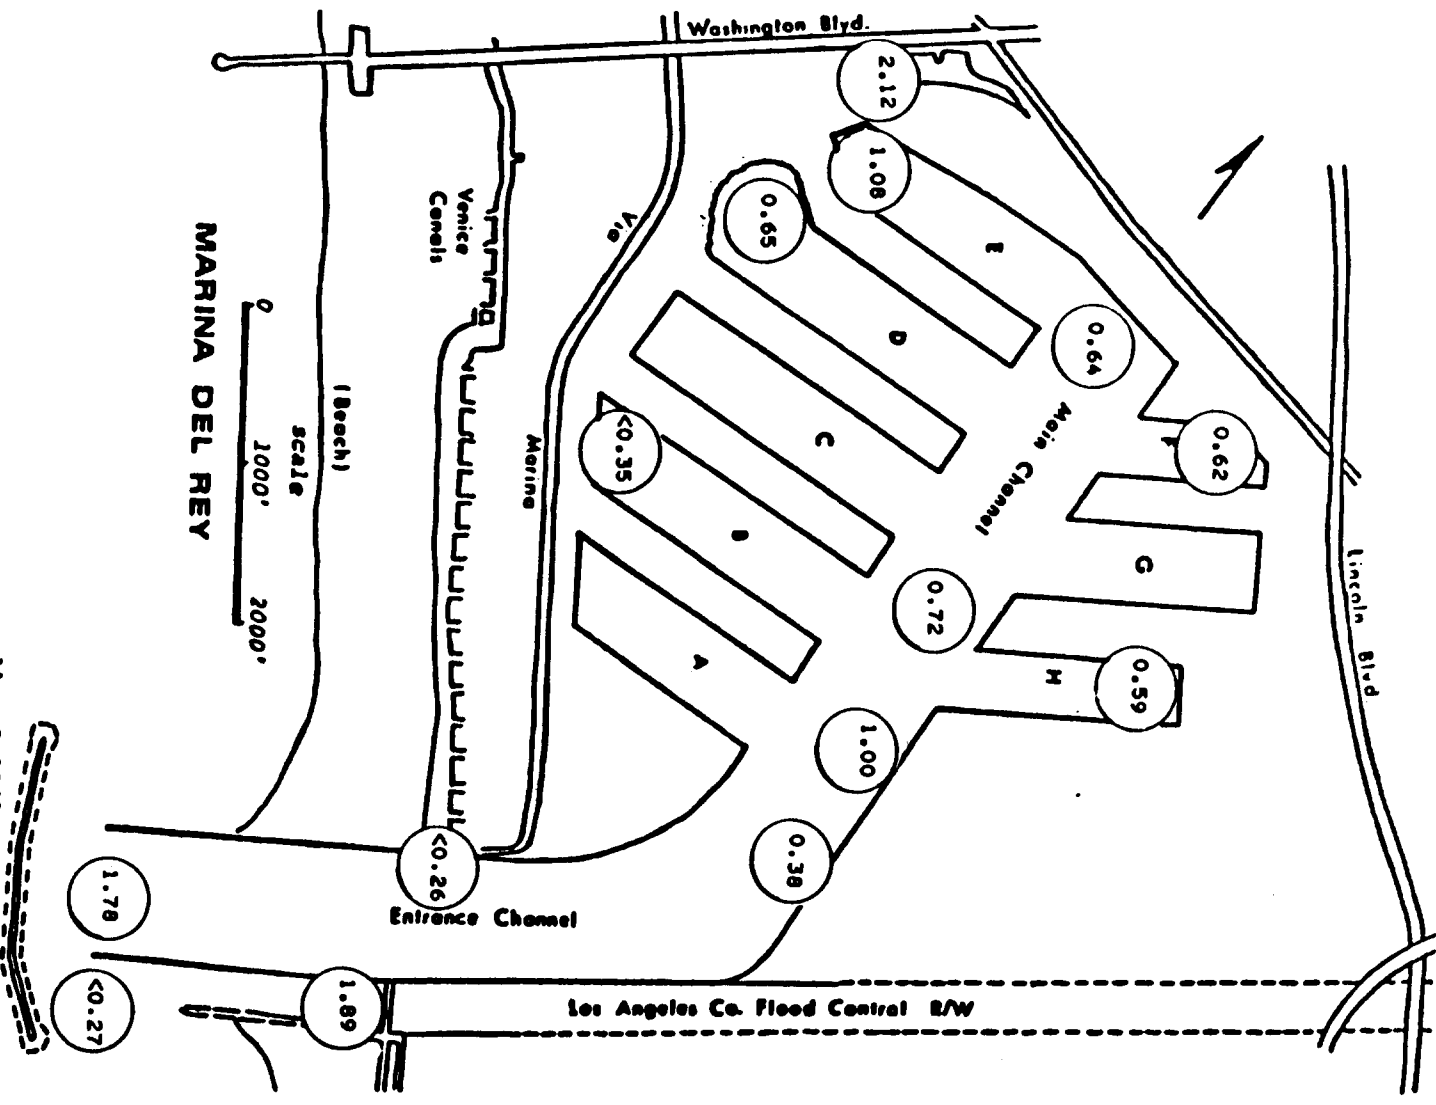 Washington Blvd.
2.12
1.08
0.65
E
Via
Venice
Canals
D
0.64
Main Channel
F
0.62
C
<0.35
Marina
G
B
Lincoln Blvd
0.72
A
H
0.59
1.00
0.38
(Beach)
scale
0 1000' 2000'
MARINA DEL REY
<0.26
Entrance Channel
1.78
<0.27
1.89
Los Angeles Co. Flood Control R/W